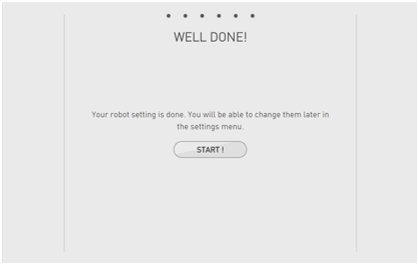 WELL DONE!
Your robot setting is done. You will be able to change them later in
the settings menu.
START !